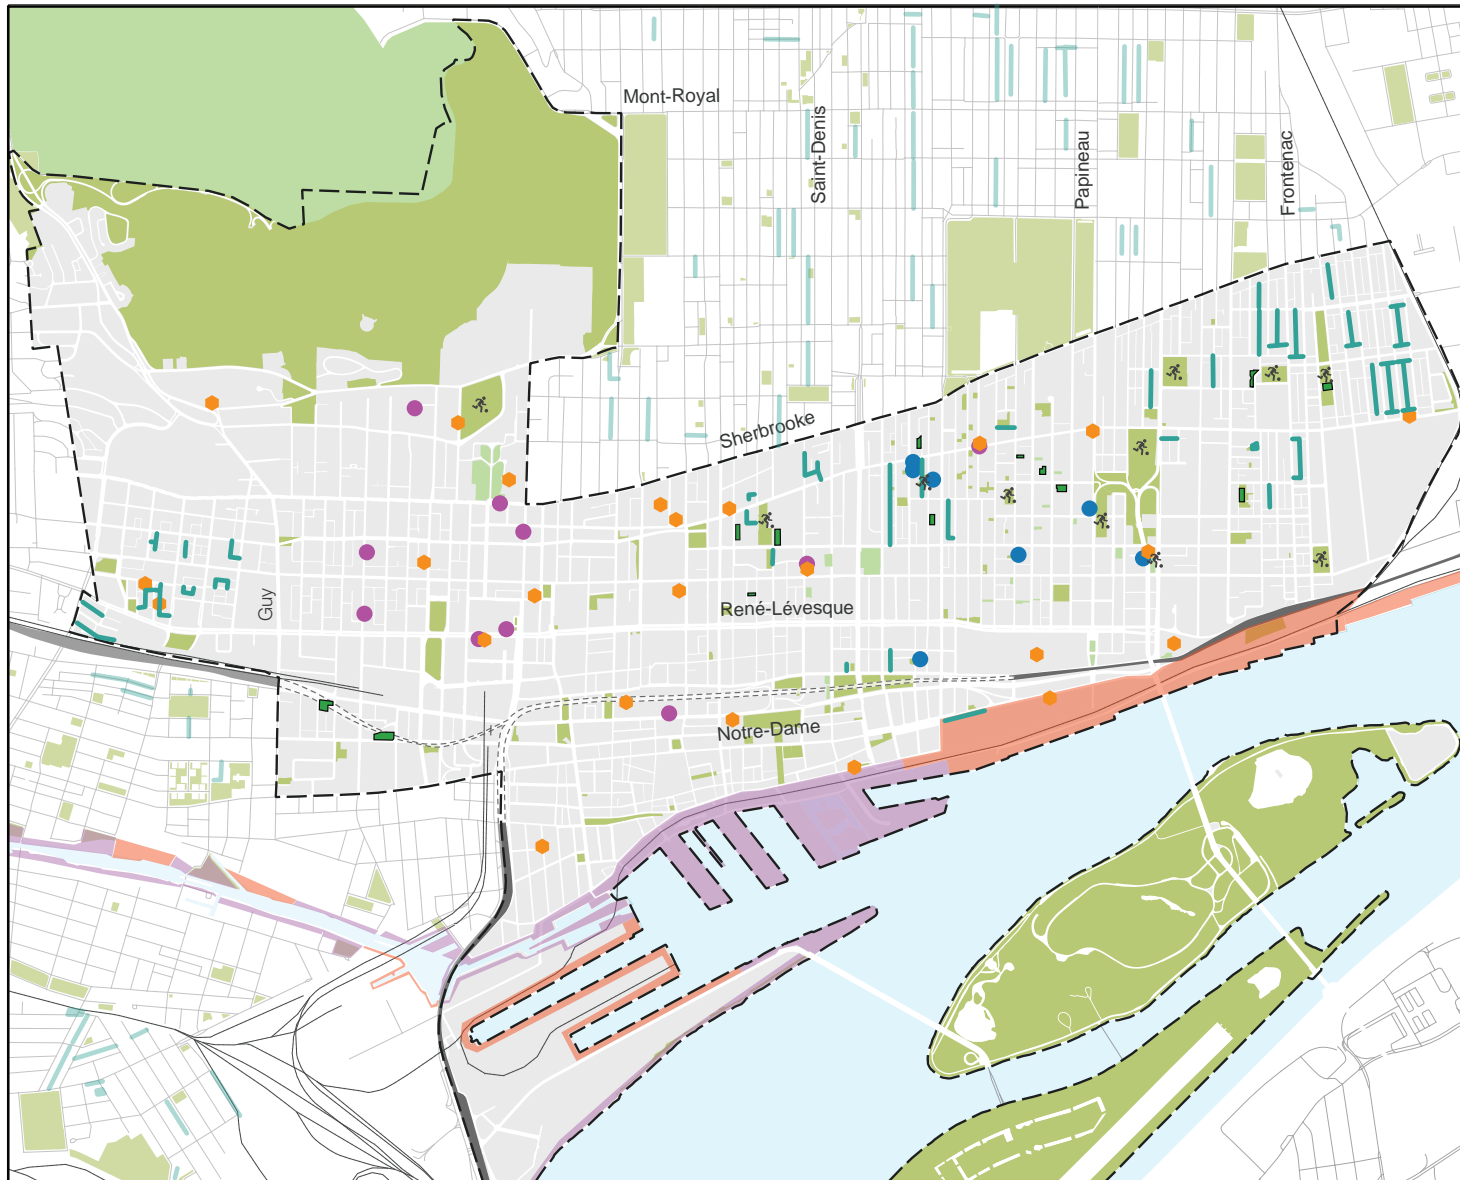 Mont-Royal
Saint-Denis
Papineau
Frontenac
Sherbrooke
Guy
René-Lévesque
Notre-Dame